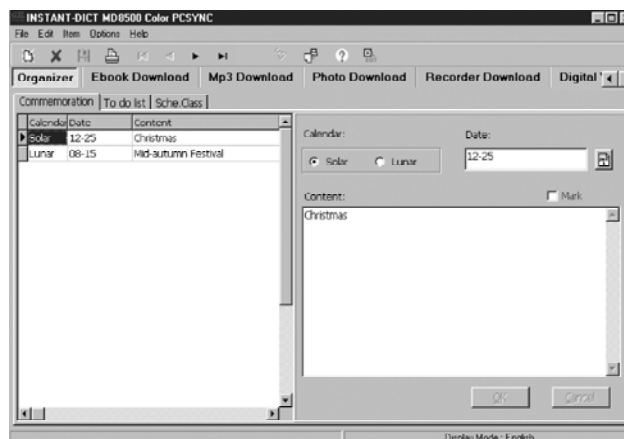 INSTANT-DICT MD8500 Color PCSYNC
File Edit Item Options Help
Organizer Ebook Download Mp3 Download Photo Download Recorder Download Digital
Commemoration To do list Sche.Class
Calendar Date Content
Solar 12-25 Christmas
Lunar 08-15 Mid-autumn Festival
Calendar: Date:
Solar Lunar 12-25
Content: Mark
Christmas
OK Cancel
Display Mode : English